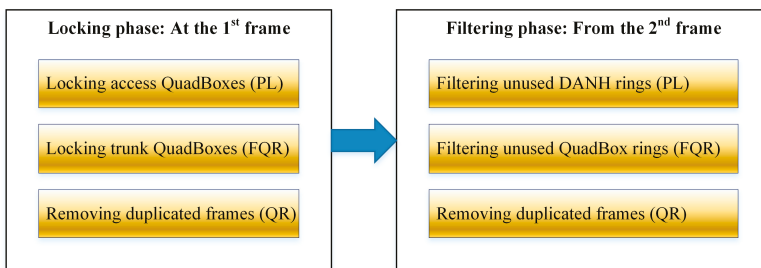 Locking phase: At the 1st frame
Locking access QuadBoxes (PL)
Locking trunk QuadBoxes (FQR)
Removing duplicated frames (QR)
Filtering phase: From the 2nd frame
Filtering unused DANH rings (PL)
Filtering unused QuadBox rings (FQR)
Removing duplicated frames (QR)